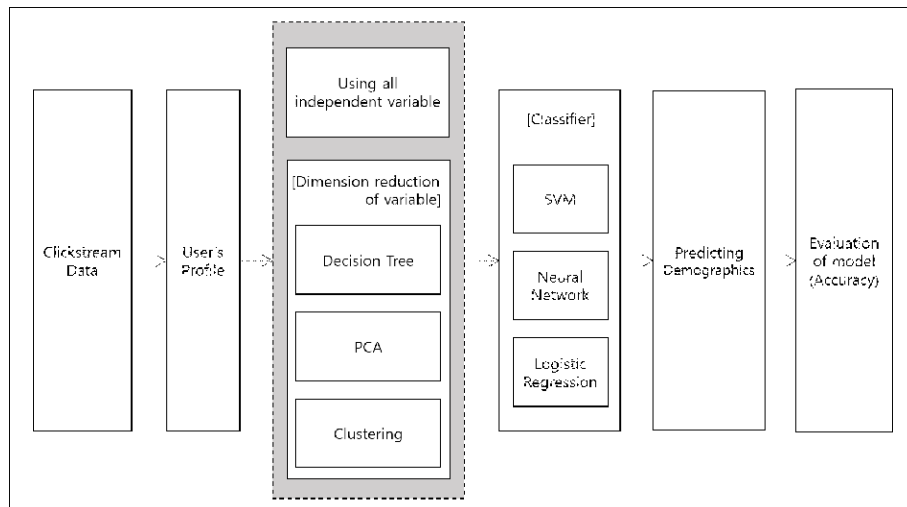 Clickstream
Data
User's
Profile
Using all
independent variable
[Dimension reduction
of variable]
Decision Tree
PCA
Clustering
[Classifier]
SVM
Neural
Network
Logistic
Regression
Predicting
Demographics
Evaluation
of model
(Accuracy)